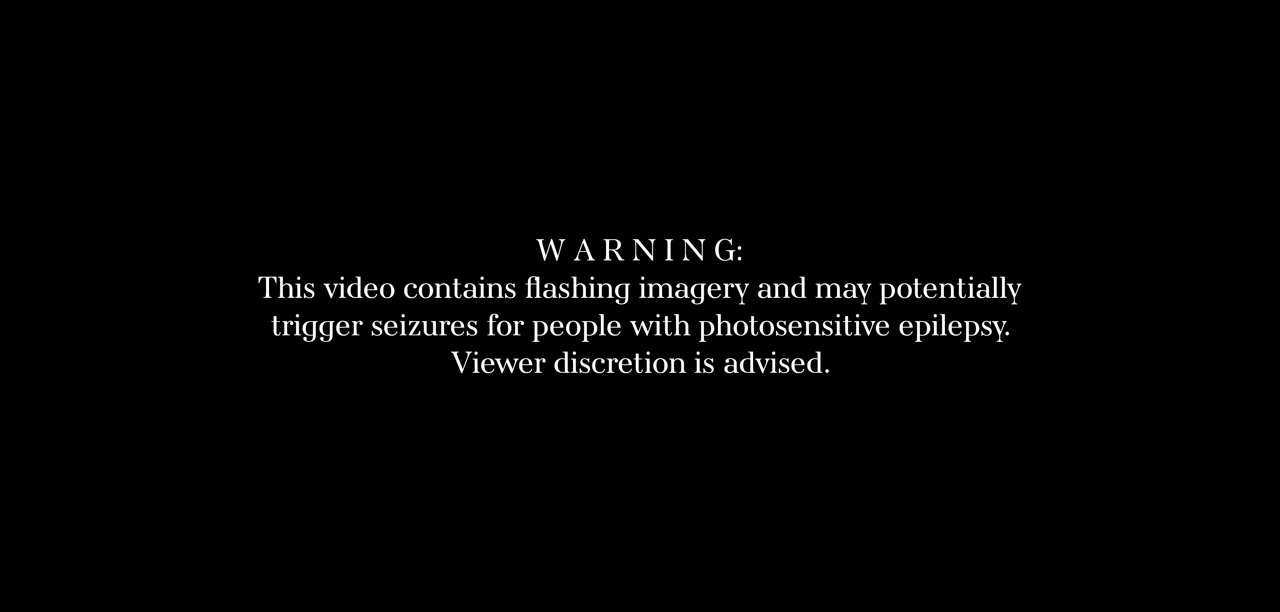 W A R N I N G:
This video contains flashing imagery and may potentially
trigger seizures for people with photosensitive epilepsy.
Viewer discretion is advised.